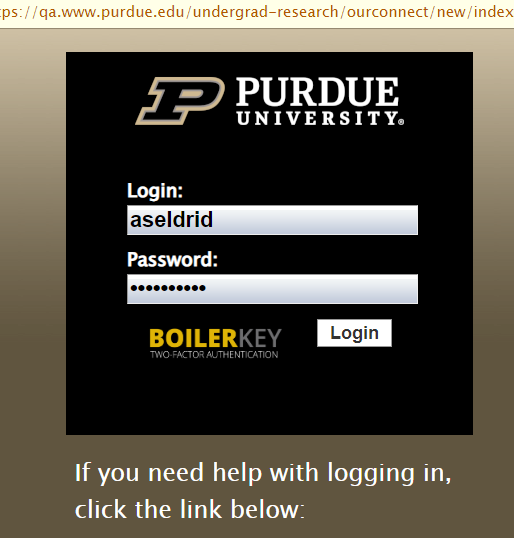 tps://qa.www.purdue.edu/undergrad-research/ourconnect/new/index
PURDUE
UNIVERSITY®
Login:
aseldrid
Password:
••••••••••
BOILERKEY
TWO-FACTOR AUTHENTICATION
Login
If you need help with logging in,
click the link below: